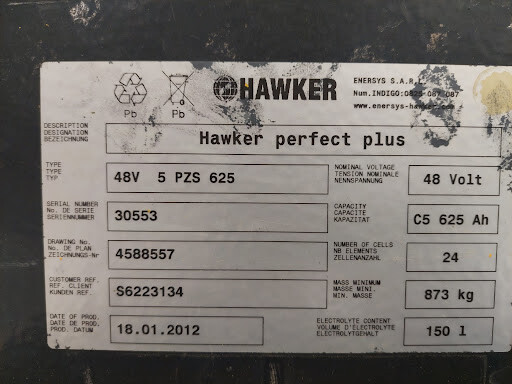 Pb
Pb
HAWKER
ENERSYS S.A.R.L.
www.enersys-hawker.com
DESCRIPTION
DESIGNATION
BEZEICHNUNG
Hawker perfect plus
TYPE
TYPE
TYP
48V 5 PZS 625
NOMINAL VOLTAGE
TENSION NOMINALE
NENNSPANNUNG
48 Volt
SERIAL NUMBER
No. DE SERIE
SERIENNUMMER
30553
CAPACITY
CAPACITE
KAPAZITAT
C5 625 Ah
DRAWING No.
No. DE PLAN
ZEICHNUNGS-Nr
4588557
NUMBER OF CELLS
NB ELEMENTS
ZELLENANZAHL
24
CUSTOMER REF.
REF. CLIENT
KUNDEN REF.
S6223134
MASS MINIMUM
MASSE MINI.
MIN. MASSE
873 kg
DATE OF PROD.
DATE DE PROD.
PROD. DATUM
18.01.2012
ELECTROLYTE CONTENT
VOLUME D'ELECTROLYTE
ELEKTROLYTGEHALT
150 l